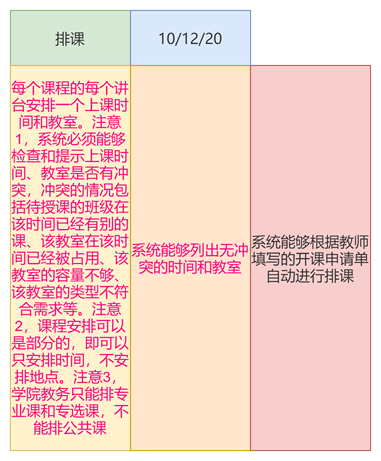 排课
10/12/20
每个课程的每个讲
台安排一个上课时
间和教室。注意
1，系统必须能够
检查和提示上课时
间、教室是否有冲
突，冲突的情况包
括待授课的班级在
该时间已经有别的
课、该教室在该时
间已经被占用、该
教室的容量不够、
该教室的类型不符
合需求等。注意
2，课程安排可以
是部分的，即可以
只安排时间，不安
排地点。注意3，
学院教务只能排专
业课和专选课，不
能排公共课
系统能够列出无冲
突的时间和教室
系统能够根据教师
填写的开课申请单
自动进行排课